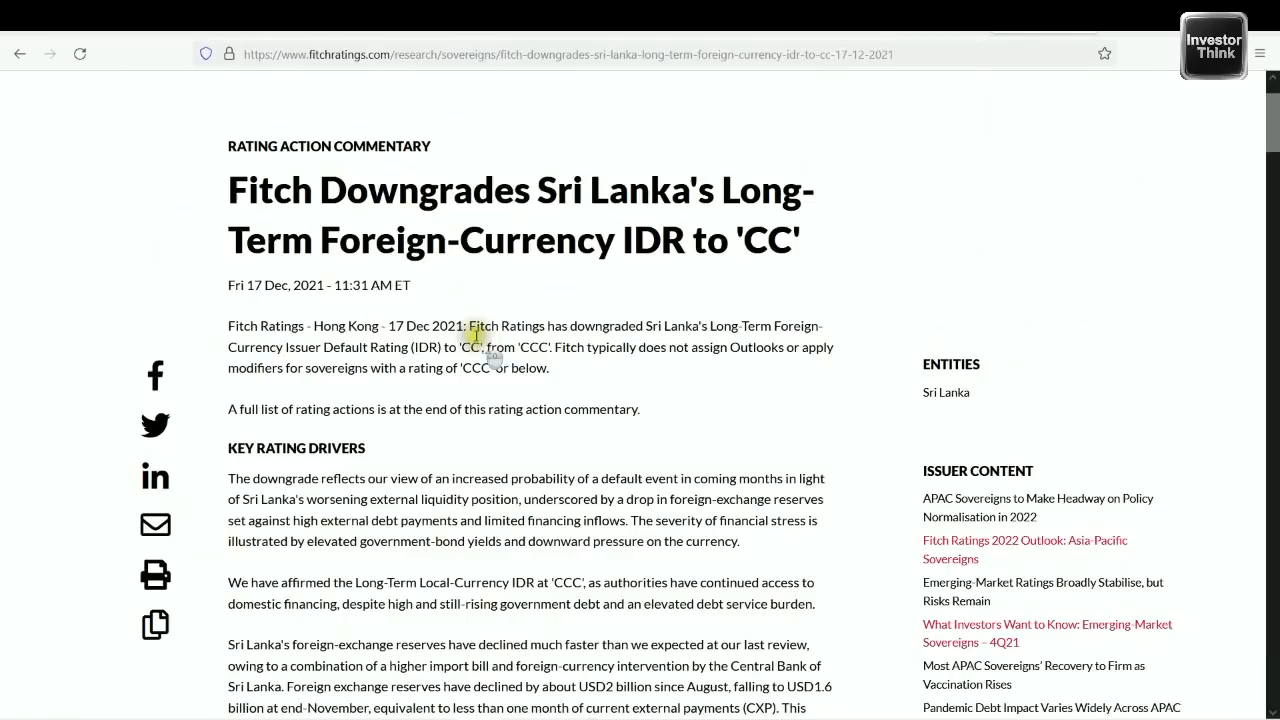 https://www.fitchratings.com/research/sovereigns/fitch-downgrades-sri-lanka-long-term-foreign-currency-idr-to-cc-17-12-2021
Investor
Think
RATING ACTION COMMENTARY
Fitch Downgrades Sri Lanka's Long-
Term Foreign-Currency IDR to 'CC'
Fri 17 Dec, 2021 - 11:31 AM ET
Fitch Ratings - Hong Kong - 17 Dec 2021: Fitch Ratings has downgraded Sri Lanka's Long-Term Foreign-
Currency Issuer Default Rating (IDR) to 'CC', from 'CCC'. Fitch typically does not assign Outlooks or apply
modifiers for sovereigns with a rating of 'CCC' or below.
A full list of rating actions is at the end of this rating action commentary.
KEY RATING DRIVERS
The downgrade reflects our view of an increased probability of a default event in coming months in light
of Sri Lanka's worsening external liquidity position, underscored by a drop in foreign-exchange reserves
set against high external debt payments and limited financing inflows. The severity of financial stress is
illustrated by elevated government-bond yields and downward pressure on the currency.
We have affirmed the Long-Term Local-Currency IDR at 'CCC', as authorities have continued access to
domestic financing, despite high and still-rising government debt and an elevated debt service burden.
Sri Lanka's foreign-exchange reserves have declined much faster than we expected at our last review,
owing to a combination of a higher import bill and foreign-currency intervention by the Central Bank of
Sri Lanka. Foreign exchange reserves have declined by about USD2 billion since August, falling to USD1.6
billion at end-November, equivalent to less than one month of current external payments (CXP). This
ENTITIES
Sri Lanka
ISSUER CONTENT
APAC Sovereigns to Make Headway on Policy
Normalisation in 2022
Fitch Ratings 2022 Outlook: Asia-Pacific
Sovereigns
Emerging-Market Ratings Broadly Stabilise, but
Risks Remain
What Investors Want to Know: Emerging-Market
Sovereigns – 4Q21
Most APAC Sovereigns' Recovery to Firm as
Vaccination Rises
Pandemic Debt Impact Varies Widely Across APAC